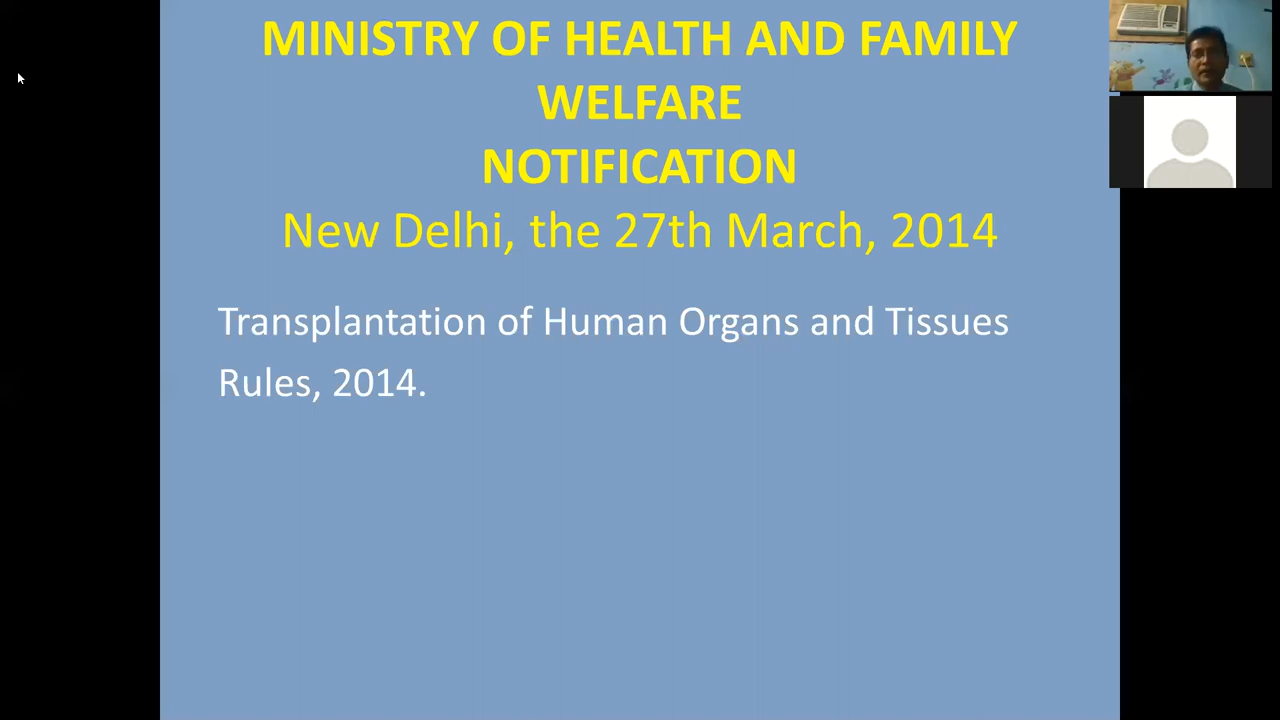 MINISTRY OF HEALTH AND FAMILY
WELFARE
NOTIFICATION
New Delhi, the 27th March, 2014
Transplantation of Human Organs and Tissues
Rules, 2014.